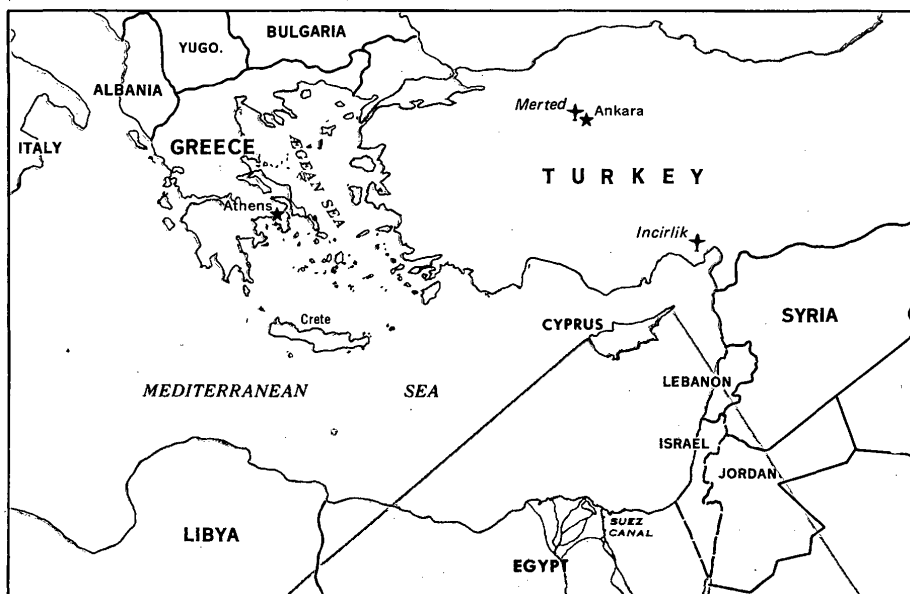 BULGARIA
YUGO.
ALBANIA
Merted
Ankara
ITALY
GREECE
ÆGEAN SEA
TURKEY
Athens
Incirlik
Crete
CYPRUS
SYRIA
MEDITERRANEAN SEA
LEBANON
ISRAEL
JORDAN
LIBYA
SUEZ
CANAL
EGYPT